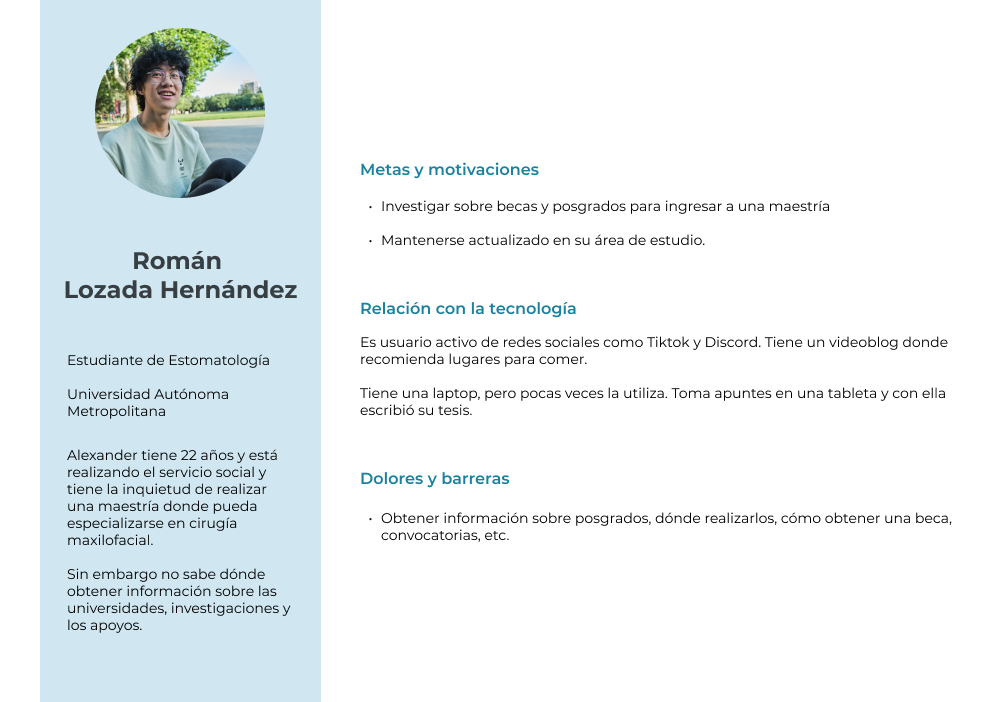 Román
Lozada Hernández
Estudiante de Estomatología
Universidad Autónoma
Metropolitana
Alexander tiene 22 años y está
realizando el servicio social y
tiene la inquietud de realizar
una maestría donde pueda
especializarse en cirugía
maxilofacial.
Sin embargo no sabe dónde
obtener información sobre las
universidades, investigaciones y
los apoyos.
Metas y motivaciones
• Investigar sobre becas y posgrados para ingresar a una maestría
• Mantenerse actualizado en su área de estudio.
Relación con la tecnología
Es usuario activo de redes sociales como Tiktok y Discord. Tiene un videoblog donde
recomienda lugares para comer.
Tiene una laptop, pero pocas veces la utiliza. Toma apuntes en una tableta y con ella
escribió su tesis.
Dolores y barreras
• Obtener información sobre posgrados, dónde realizarlos, cómo obtener una beca,
convocatorias, etc.